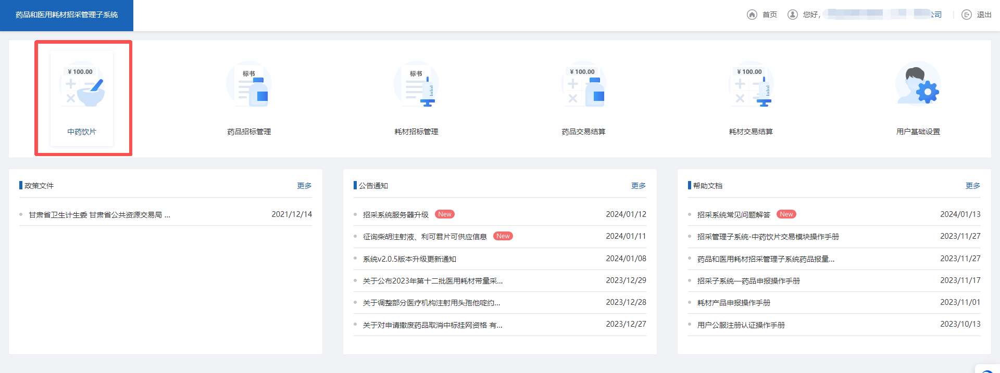 药品和医用耗材招采管理子系统
首页
您好,
公司
退出
¥ 100.00
标书
标书
¥ 100.00
¥ 100.00
中药饮片
药品招标管理
耗材招标管理
药品交易结算
耗材交易结算
用户基础设置
政策文件
更多
甘肃省卫生计生委 甘肃省公共资源交易局 ...
2021/12/14
公告通知
更多
招采系统服务器升级 New
2024/01/12
征询柴胡注射液、利可君片可供应信息 New
2024/01/11
系统v2.0.5版本升级更新通知
2024/01/08
关于公布2023年第十二批医用耗材带量采...
2023/12/29
关于调整部分医疗机构注射用头孢他啶约...
2023/12/28
关于对申请撤废药品取消中标挂网资格 有...
2023/12/27
帮助文档
更多
招采系统常见问题解答 New
2024/01/13
招采管理子系统-中药饮片交易模块操作手册
2023/11/27
药品和医用耗材招采管理子系统药品报量...
2023/11/27
招采子系统—药品申报操作手册
2023/11/17
耗材产品申报操作手册
2023/11/01
用户公服注册认证操作手册
2023/10/13